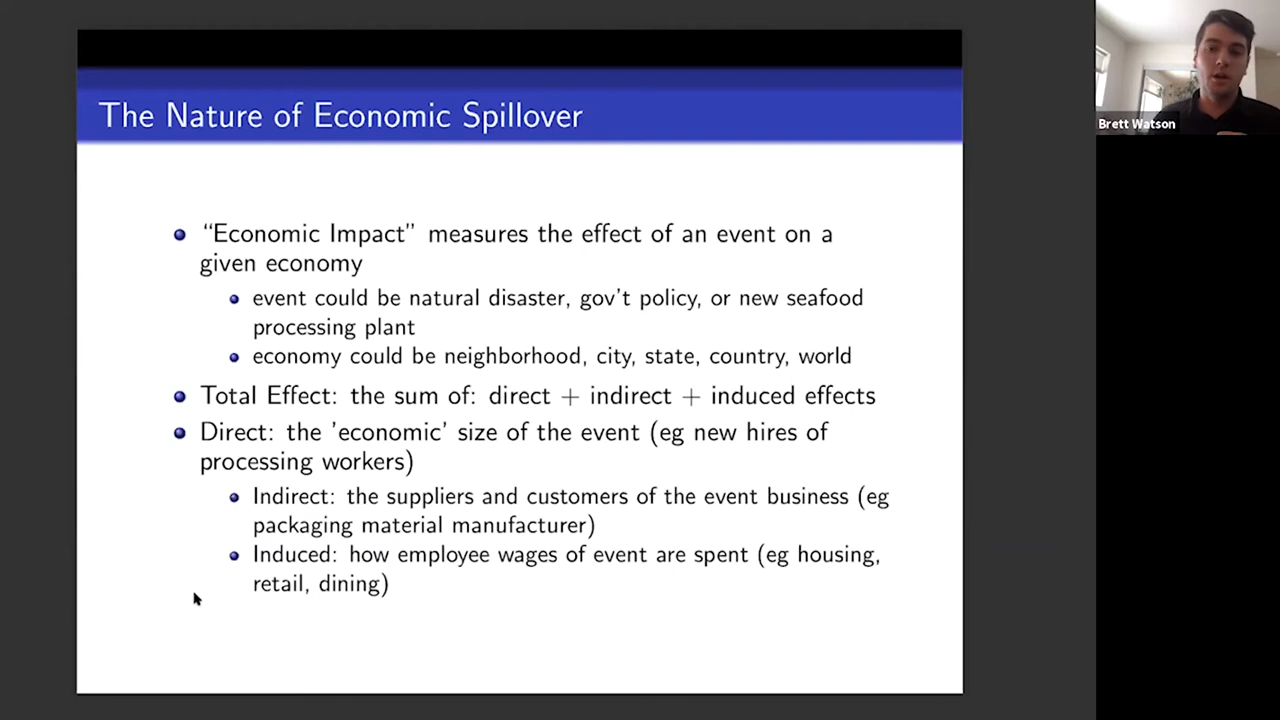 The Nature of Economic Spillover
“Economic Impact” measures the effect of an event on a
given economy
event could be natural disaster, gov't policy, or new seafood
processing plant
economy could be neighborhood, city, state, country, world
Total Effect: the sum of: direct + indirect + induced effects
Direct: the 'economic' size of the event (eg new hires of
processing workers)
Indirect: the suppliers and customers of the event business (eg
packaging material manufacturer)
Induced: how employee wages of event are spent (eg housing,
retail, dining)
Brett Watson